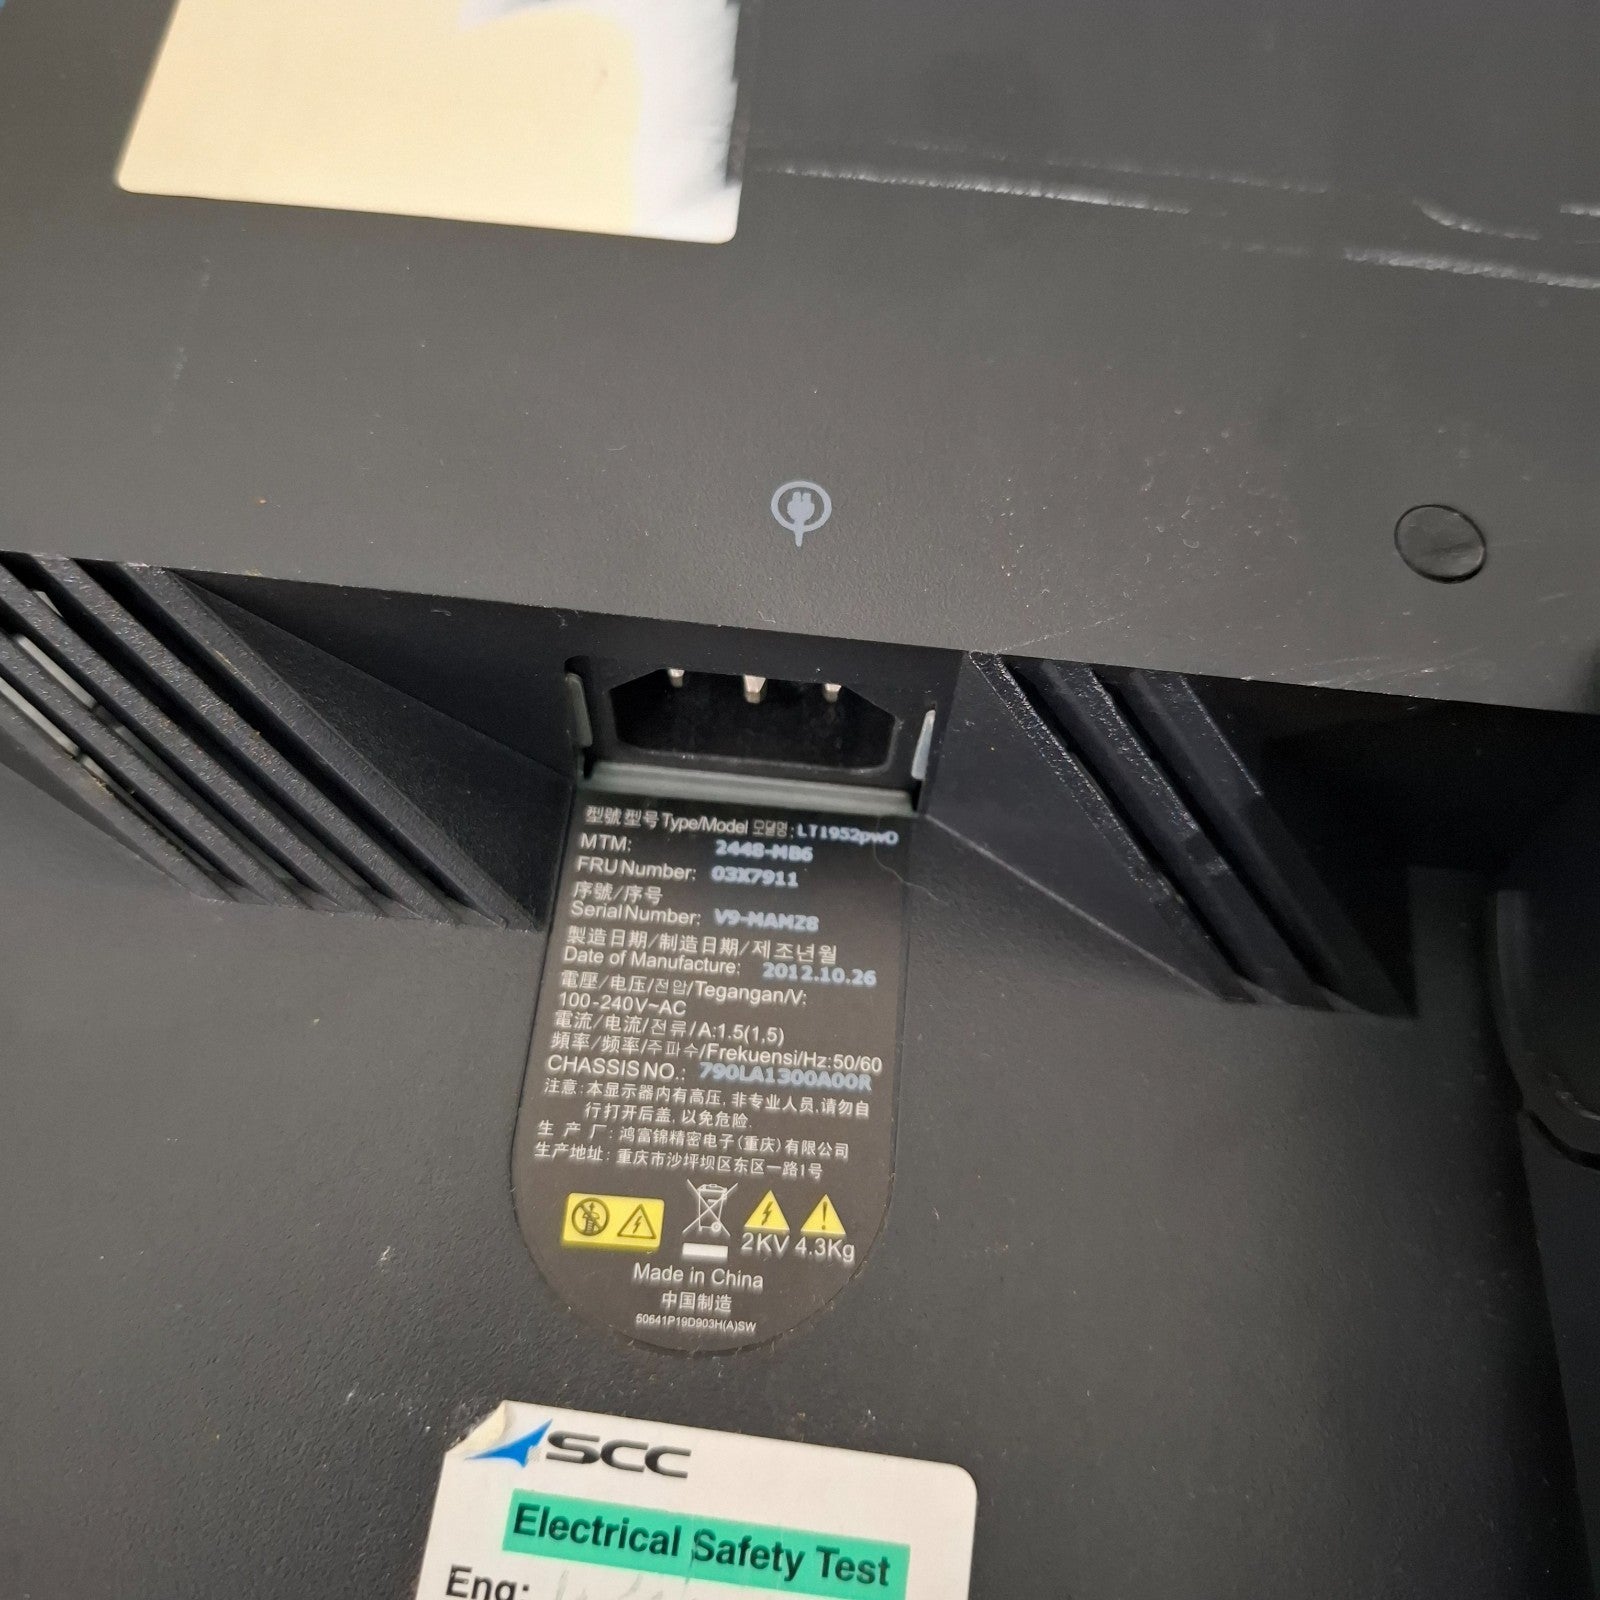 型號型号 Type/Model 모델명: LT1952pwD
MTM: 2448-MB6
FRU Number: 03X7911
序號/序号
Serial Number: V9-MAMZ8
製造日期/制造日期/제조년월
Date of Manufacture: 2012.10.26
電壓/电压/전압/Tegangan/V:
100-240V~AC
電流/电流/전류/A:1.5(1,5)
頻率/频率/주파수/Frekuensi/Hz:50/60
CHASSIS NO.: 790LA1300A00R
注意:本显示器内有高压, 非专业人员,请勿自
行打开后盖, 以免危险.
生 产 厂: 鸿富锦精密电子(重庆)有限公司
生产地址: 重庆市沙坪坝区东区一路1号
2KV 4.3Kg
Made in China
中国制造
50641P19D903H(A)SW
SCC
Electrical Safety Test
Eng: